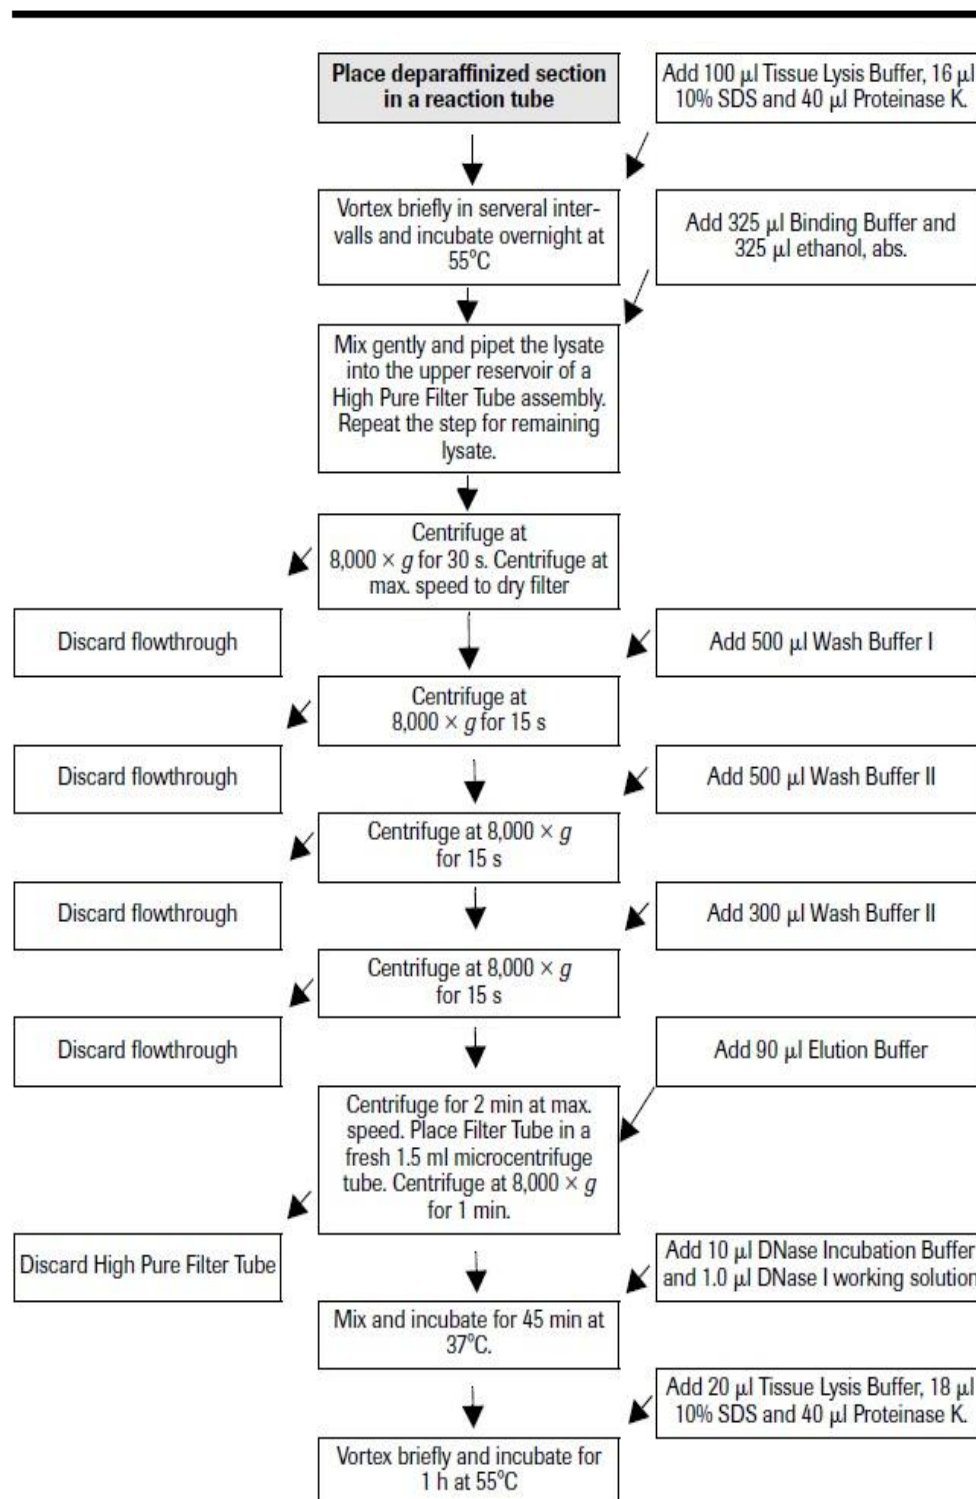 Place deparaffinized section
in a reaction tube
Add 100 μl Tissue Lysis Buffer, 16 μl
10% SDS and 40 μl Proteinase K.
Vortex briefly in serveral inter-
valls and incubate overnight at
55°C
Add 325 μl Binding Buffer and
325 μl ethanol, abs.
Mix gently and pipet the lysate
into the upper reservoir of a
High Pure Filter Tube assembly.
Repeat the step for remaining
lysate.
Centrifuge at
8,000 × g for 30 s. Centrifuge at
max. speed to dry filter
Discard flowthrough
Add 500 μl Wash Buffer I
Centrifuge at
8,000 × g for 15 s
Discard flowthrough
Add 500 μl Wash Buffer II
Centrifuge at 8,000 × g
for 15 s
Discard flowthrough
Add 300 μl Wash Buffer II
Centrifuge at 8,000 × g
for 15 s
Discard flowthrough
Add 90 μl Elution Buffer
Centrifuge for 2 min at max.
speed. Place Filter Tube in a
fresh 1.5 ml microcentrifuge
tube. Centrifuge at 8,000 × g
for 1 min.
Discard High Pure Filter Tube
Add 10 μl DNase Incubation Buffer
and 1.0 μl DNase I working solution
Mix and incubate for 45 min at
37°C.
Add 20 μl Tissue Lysis Buffer, 18 μl
10% SDS and 40 μl Proteinase K.
Vortex briefly and incubate for
1 h at 55°C